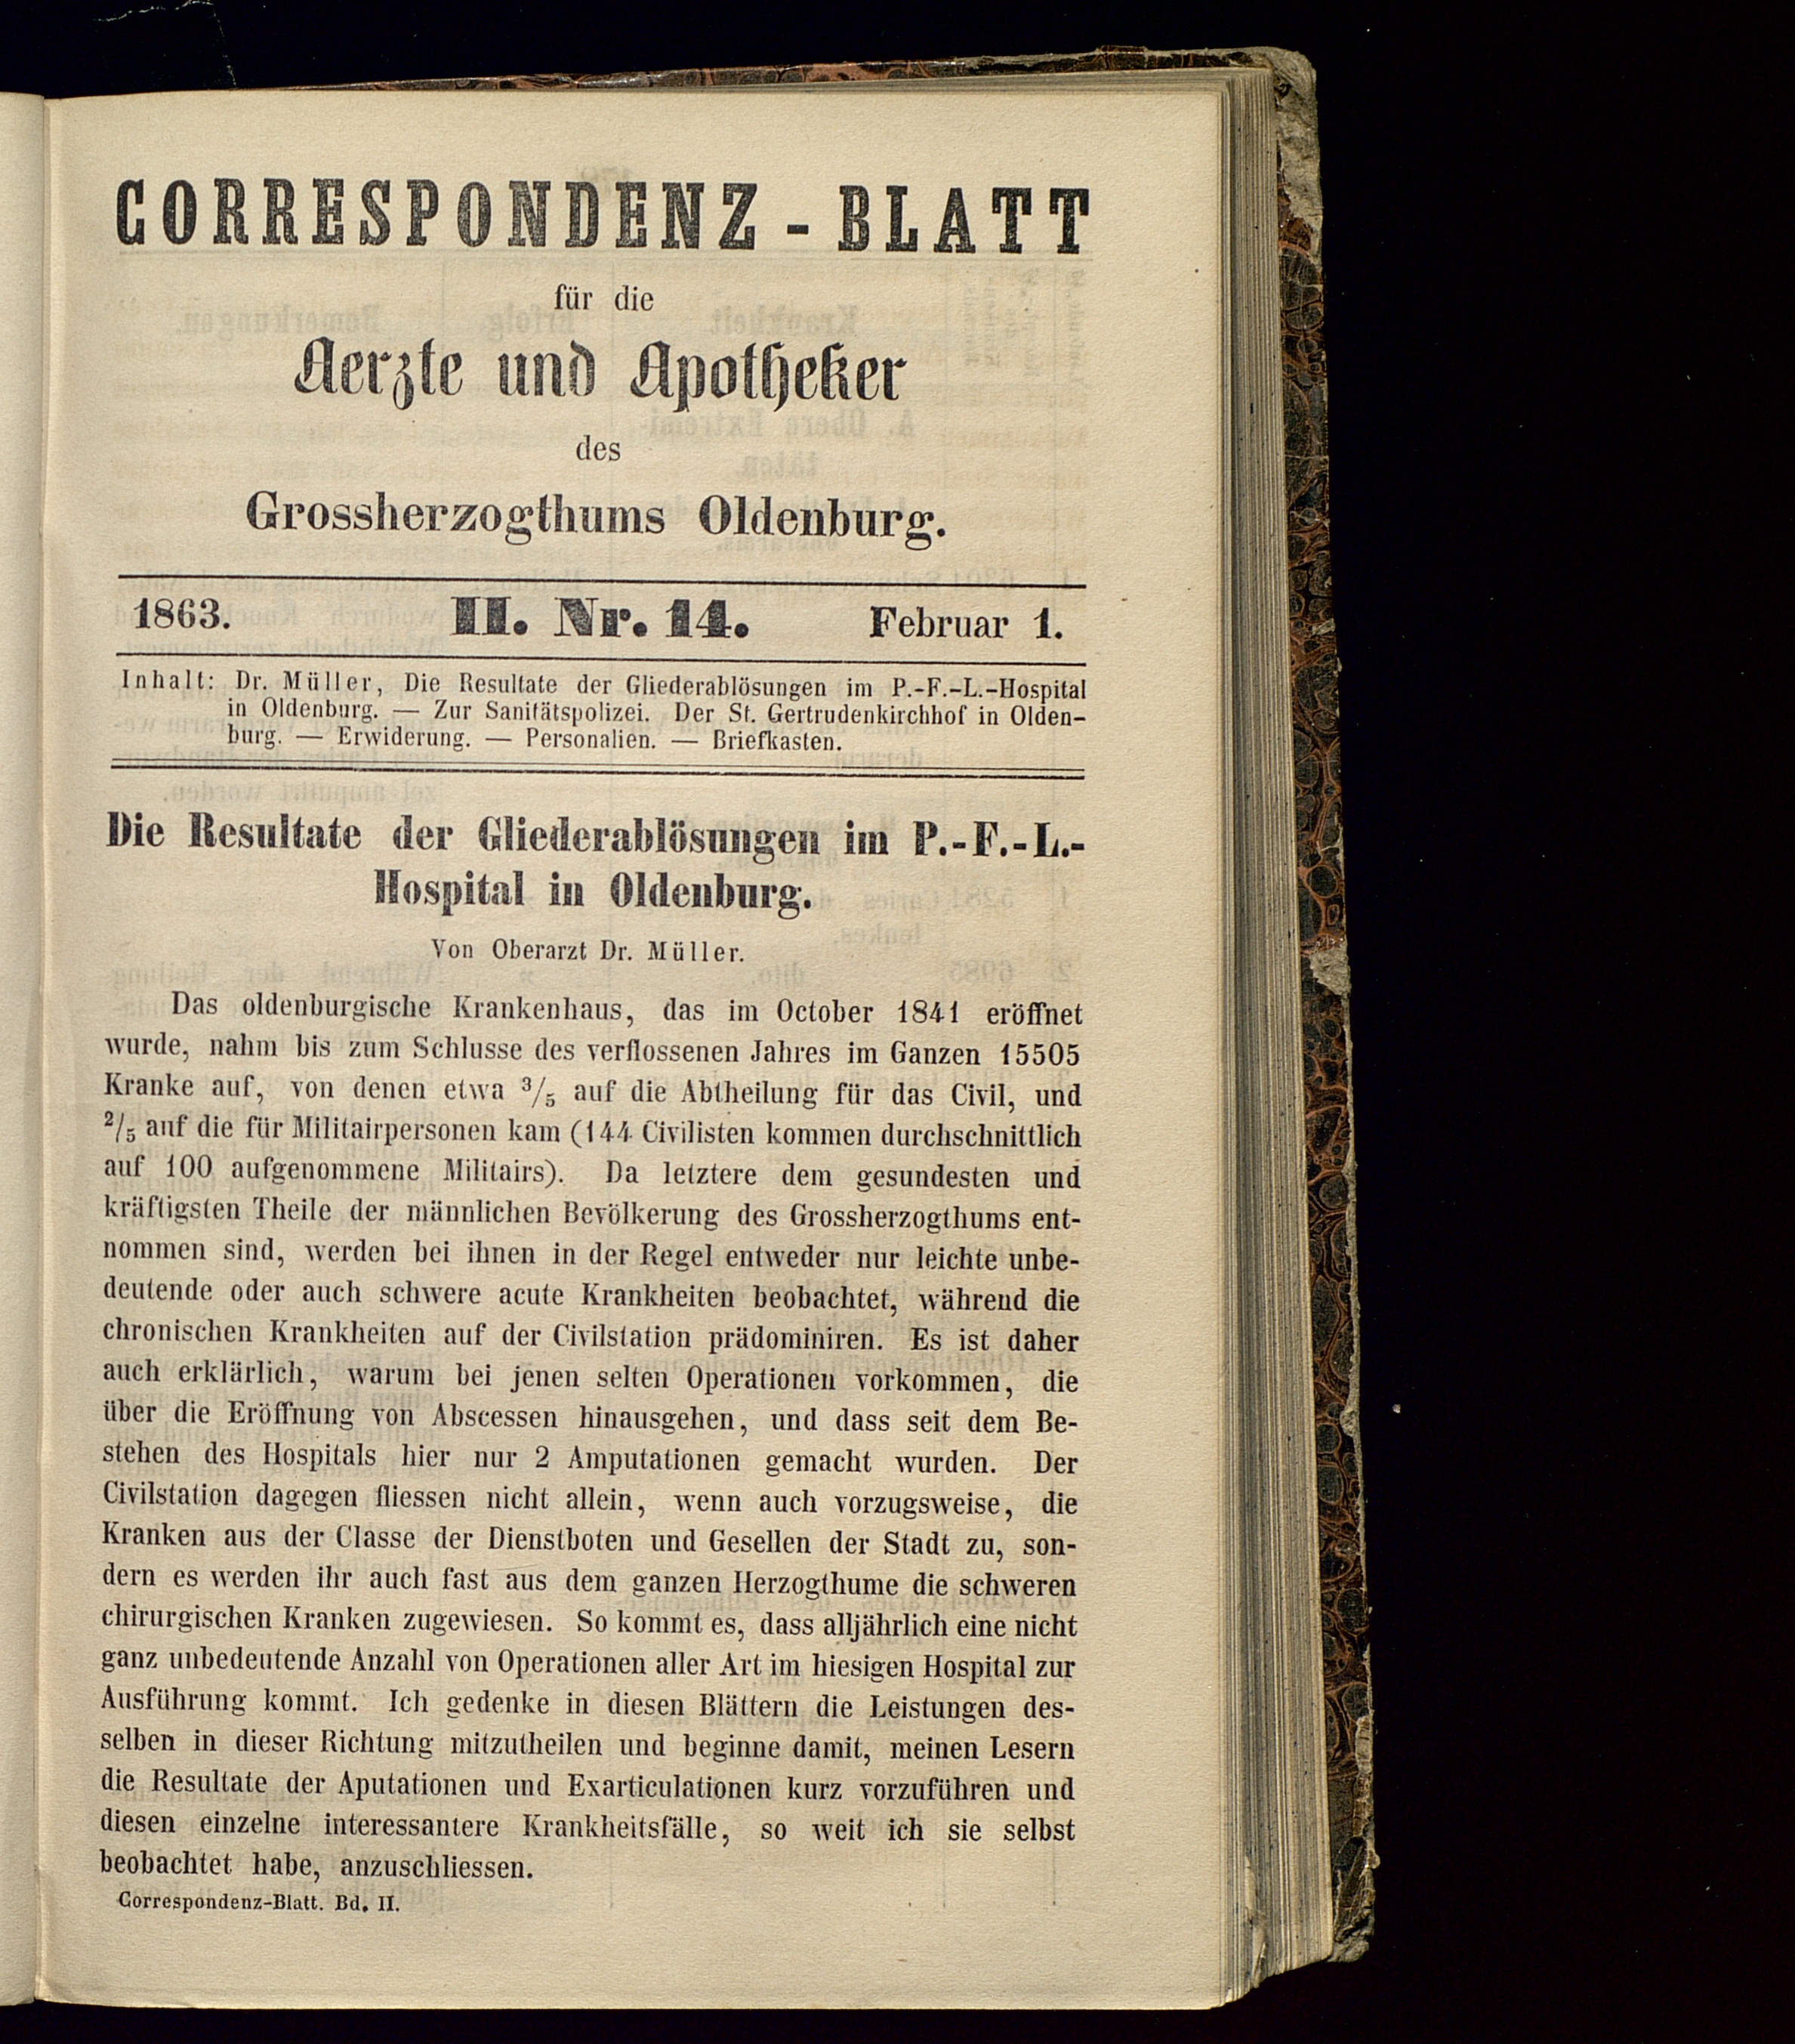 CORRESPONDENZ-BLATT
für die
Aerzte und Apotheker
des
Grossherzogthums Oldenburg.
1863. II. Nr. 14. Februar 1.
Inhalt: Dr. Müller, Die Resultate der Gliederablösungen im P.-F.-L.-Hospital
in Oldenburg. — Zur Sanitätspolizei. Der St. Gertrudenkirchhof in Olden-
burg. — Erwiderung. — Personalien. — Briefkasten.
Die Resultate der Gliederablösungen im P.-F.-L.-
Hospital in Oldenburg.
Von Oberarzt Dr. Müller.
Das oldenburgische Krankenhaus, das im October 1841 eröffnet
wurde, nahm bis zum Schlusse des verflossenen Jahres im Ganzen 15505
Kranke auf, von denen etwa 3/5 auf die Abtheilung für das Civil, und
2/5 auf die für Militairpersonen kam (144 Civilisten kommen durchschnittlich
auf 100 aufgenommene Militairs). Da letztere dem gesundesten und
kräftigsten Theile der männlichen Bevölkerung des Grossherzogthums ent-
nommen sind, werden bei ihnen in der Regel entweder nur leichte unbe-
deutende oder auch schwere acute Krankheiten beobachtet, während die
chronischen Krankheiten auf der Civilstation prädominiren. Es ist daher
auch erklärlich, warum bei jenen selten Operationen vorkommen, die
über die Eröffnung von Abscessen hinausgehen, und dass seit dem Be-
stehen des Hospitals hier nur 2 Amputationen gemacht wurden. Der
Civilstation dagegen fliessen nicht allein, wenn auch vorzugsweise, die
Kranken aus der Classe der Dienstboten und Gesellen der Stadt zu, son-
dern es werden ihr auch fast aus dem ganzen Herzogthume die schweren
chirurgischen Kranken zugewiesen. So kommt es, dass alljährlich eine nicht
ganz unbedeutende Anzahl von Operationen aller Art im hiesigen Hospital zur
Ausführung kommt. Ich gedenke in diesen Blättern die Leistungen des-
selben in dieser Richtung mitzutheilen und beginne damit, meinen Lesern
die Resultate der Aputationen und Exarticulationen kurz vorzuführen und
diesen einzelne interessantere Krankheitsfälle, so weit ich sie selbst
beobachtet habe, anzuschliessen.
Correspondenz-Blatt. Bd. II.